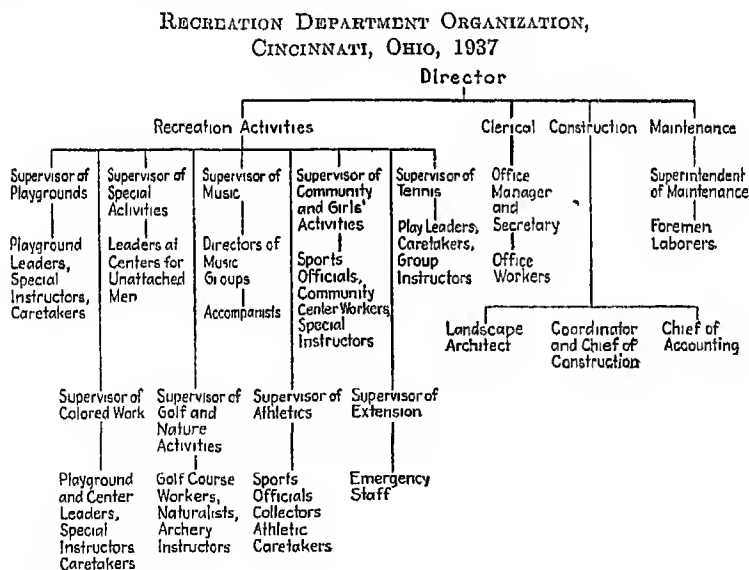 RECREATION DEPARTMENT ORGANIZATION,
CINCINNATI, OHIO, 1937
Director
Recreation Activities
Clerical
Construction
Maintenance
Supervisor of
Playgrounds
Playground
Leaders,
Special
Instructors,
Caretakers
Supervisor of
Special
Activities
Leaders at
Centers for
Unattached
Men
Supervisor of
Music
Directors of
Music
Groups
Accompanists
Supervisor of
Community
and Girls'
Activities
Sports
Officials,
Community
Center Workers,
Special
Instructors
Supervisor of
Tennis
Play Leaders,
Caretakers,
Group
Instructors
Office
Manager
and
Secretary
Office
Workers
Superintendent
of Maintenance
Foremen
Laborers.
Landscape
Architect
Coordinator
and Chief of
Construction
Chief of
Accounting
Supervisor of
Colored Work
Playground
and Center
Leaders,
Special
Instructors
Caretakers
Supervisor of
Golf and
Nature
Activities
Golf Course
Workers,
Naturalists,
Archery
Instructors
Supervisor of
Athletics
Sports
Officials
Collectors
Athletic
Caretakers
Supervisor of
Extension
Emergency
Staff